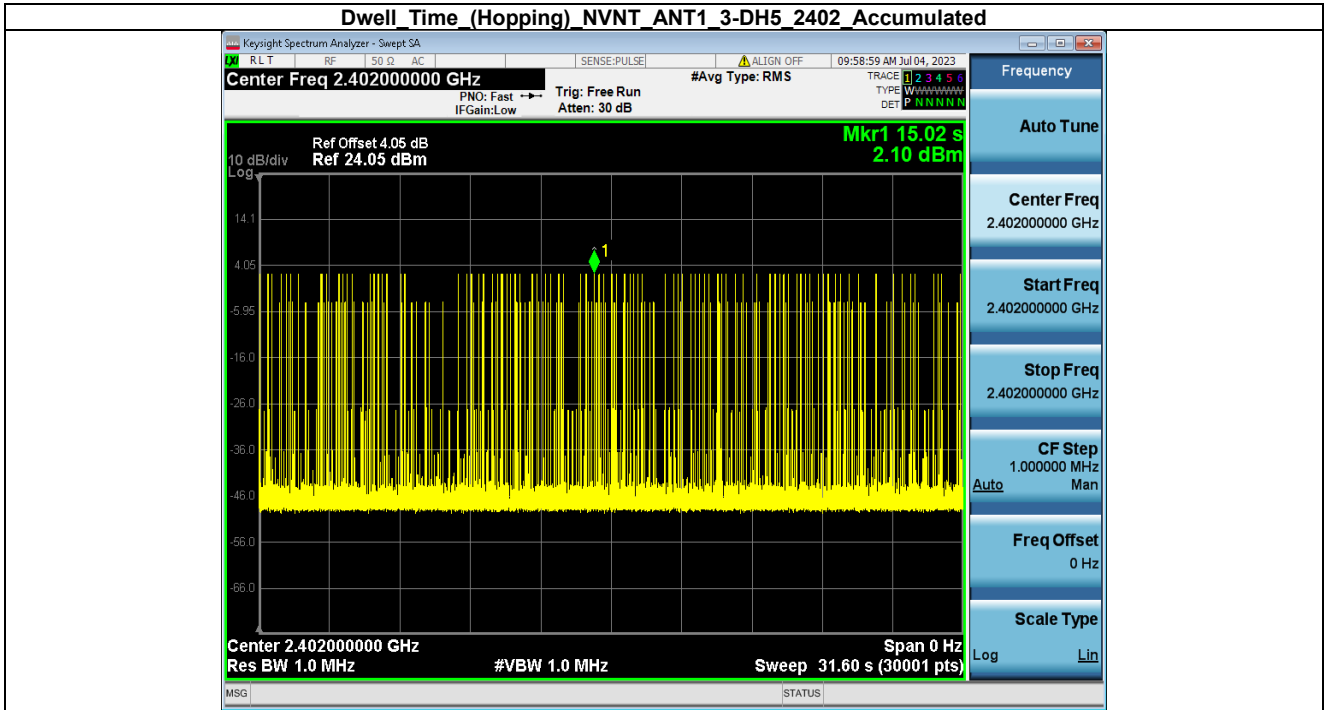 Dwell_Time_(Hopping)_NVNT_ANT1_3-DH5_2402_Accumulated
Keysight Spectrum Analyzer - Swept SA
LXI RLT RF 50 Ω AC SENSE:PULSE ALIGN OFF 09:58:59 AM Jul 04, 2023
Center Freq 2.402000000 GHz
#Avg Type: RMS
TRACE 1 2 3 4 5 6
TYPE WWWWWW
DET P N N N N N
PNO: Fast
IFGain:Low
Trig: Free Run
Atten: 30 dB
Mkr1 15.02 s
2.10 dBm
Ref Offset 4.05 dB
10 dB/div Ref 24.05 dBm
Log
14.1
4.05
-5.95
-16.0
-26.0
-36.0
-46.0
-56.0
-66.0
1
Center 2.402000000 GHz
Span 0 Hz
Res BW 1.0 MHz
#VBW 1.0 MHz
Sweep 31.60 s (30001 pts)
MSG
STATUS
Frequency
Auto Tune
Center Freq
2.402000000 GHz
Start Freq
2.402000000 GHz
Stop Freq
2.402000000 GHz
CF Step
1.000000 MHz
Auto Man
Freq Offset
0 Hz
Scale Type
Log Lin